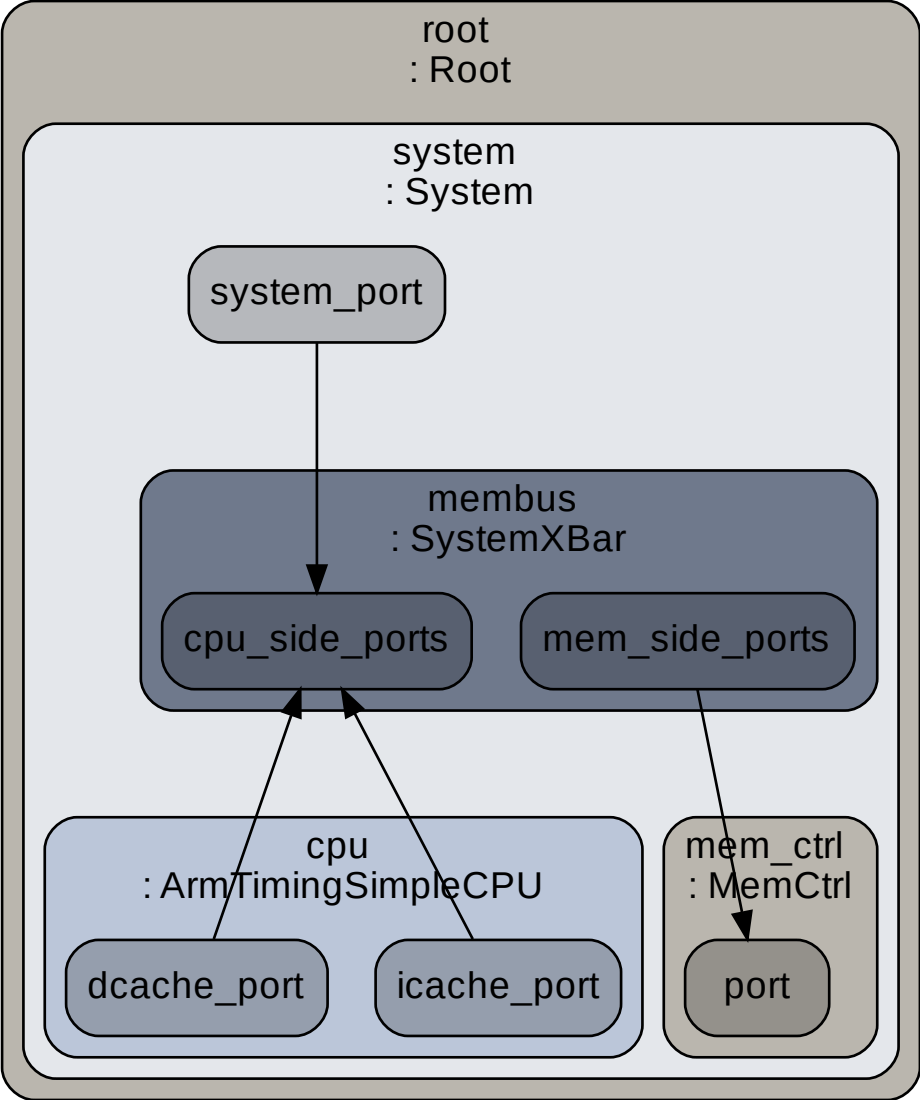 root
: Root
system
: System
system_port
membus
: SystemXBar
cpu_side_ports
mem_side_ports
cpu
: ArmTimingSimpleCPU
mem_ctrl
: MemCtrl
dcache_port
icache_port
port